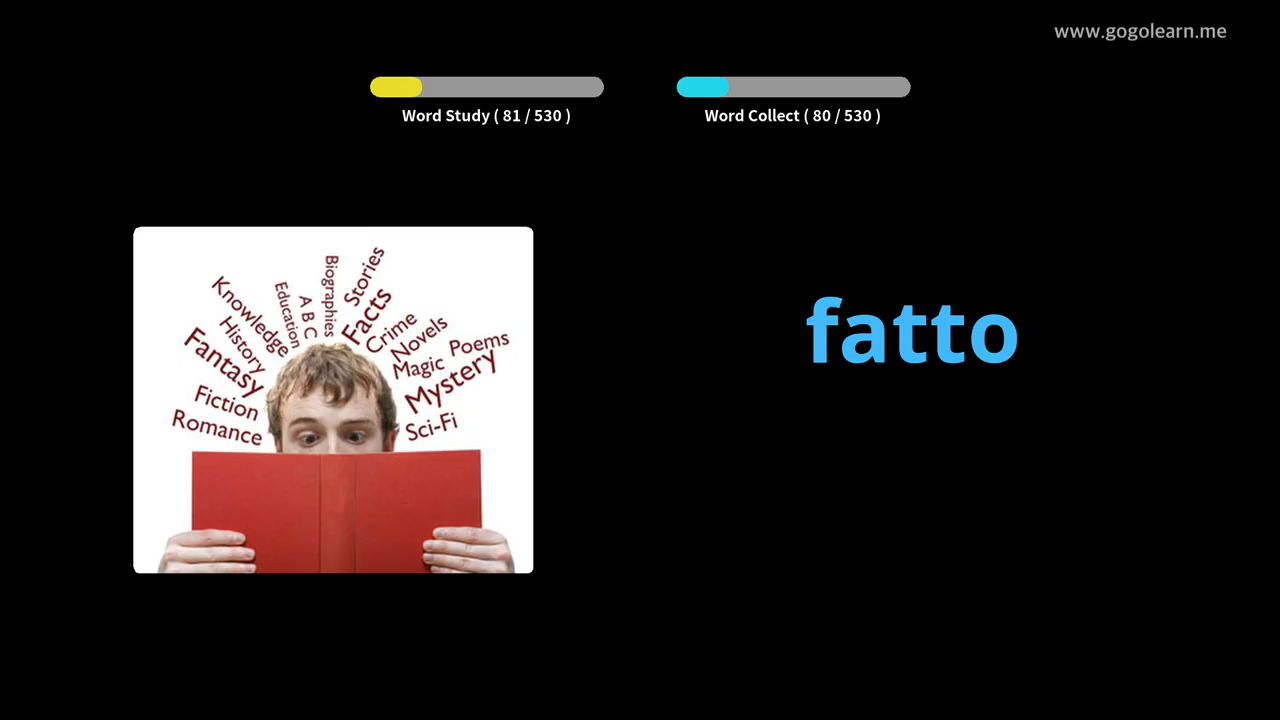 www.gogolearn.me
Word Study ( 81 / 530 )
Word Collect ( 80 / 530 )
Biographies
Stories
Education
A B C
Facts
Knowledge
Crime
History
Novels
Poems
Fantasy
Magic
Mystery
Fiction
Romance
Sci-Fi
fatto